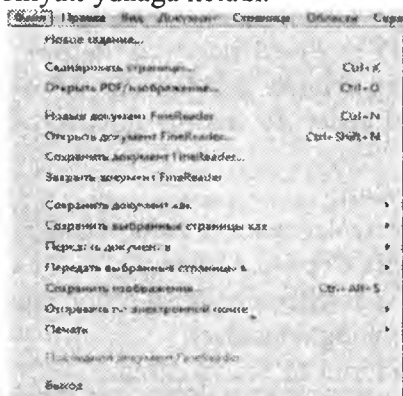 Файл Правка Вид Документ Страница Области
Новое задание...
Сканировать страницы... Ctrl+K
Открыть PDF/изображение... Ctrl+O
Новый документ FineReader Ctrl+N
Открыть документ FineReader... Ctrl+Shift+N
Сохранить документ FineReader...
Закрыть документ FineReader
Сохранить документ как
Сохранить выбранные страницы как
Передать документ в
Передать выбранные страницы в
Сохранить изображения... Ctrl+Alt+S
Отправить по электронной почте
Печать
Последний документ FineReader
Выход